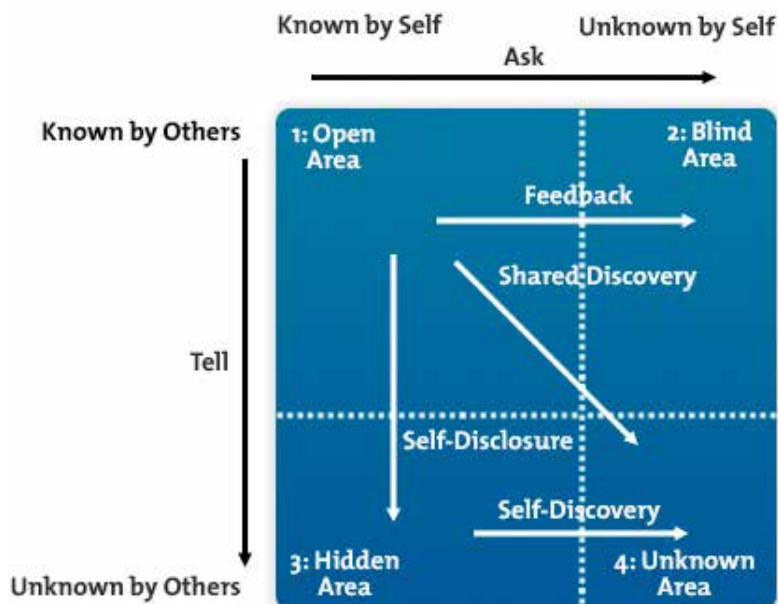 Known by Self
Unknown by Self
Ask
Known by Others
1: Open
Area
2: Blind
Area
Feedback
Shared Discovery
Tell
Self-Disclosure
Self-Discovery
3: Hidden
Area
4: Unknown
Area
Unknown by Others